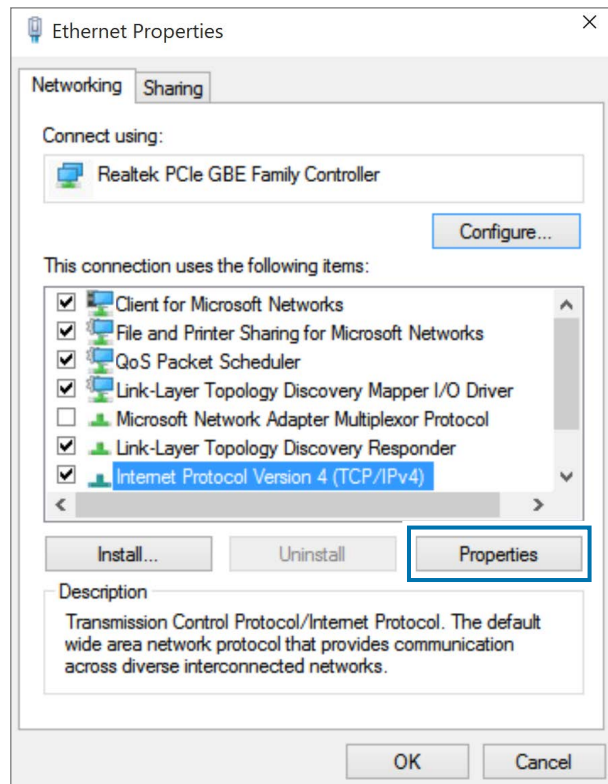 Ethernet Properties
Networking
Sharing
Connect using:
Realtek PCIe GBE Family Controller
Configure...
This connection uses the following items:
Client for Microsoft Networks
File and Printer Sharing for Microsoft Networks
QoS Packet Scheduler
Link-Layer Topology Discovery Mapper I/O Driver
Microsoft Network Adapter Multiplexor Protocol
Link-Layer Topology Discovery Responder
Internet Protocol Version 4 (TCP/IPv4)
Install...
Uninstall
Properties
Description
Transmission Control Protocol/Internet Protocol. The default
wide area network protocol that provides communication
across diverse interconnected networks.
OK
Cancel